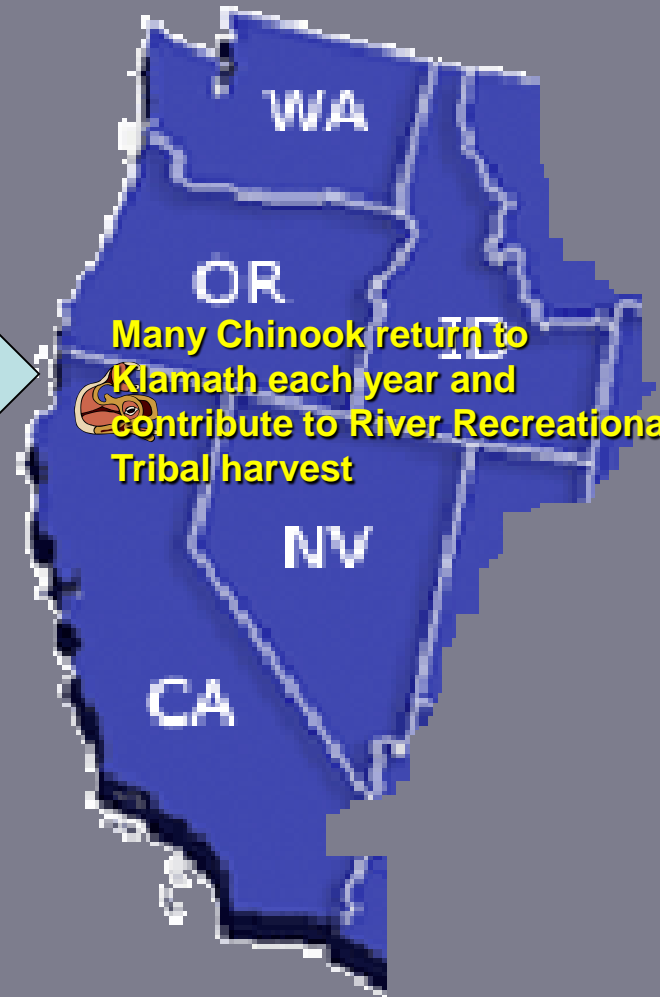 WA
OR
ID
Many Chinook return to
Klamath each year and
contribute to River Recreationa
Tribal harvest
NV
CA